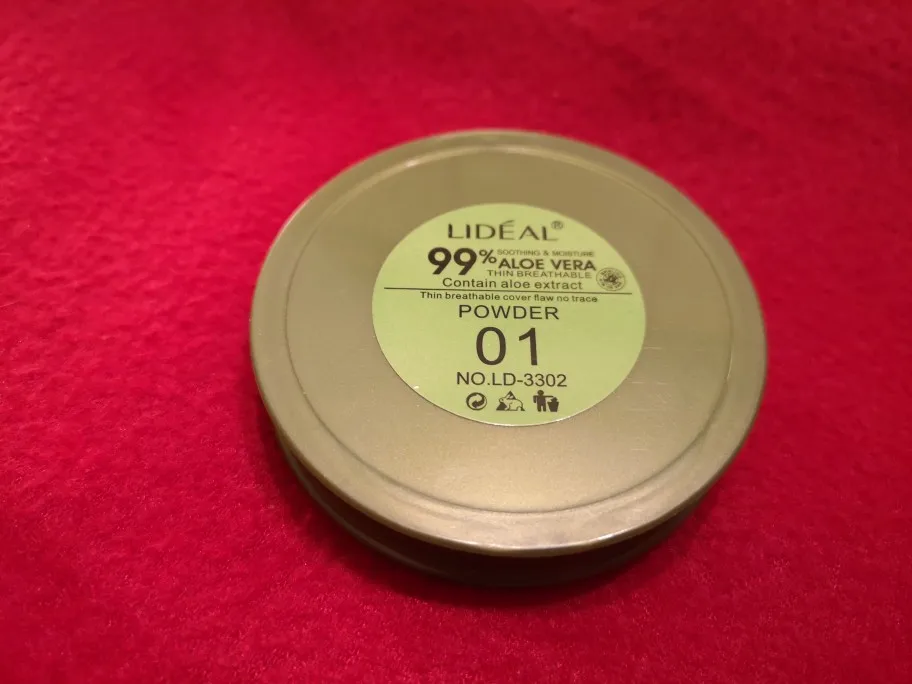 LIDÉAL®
99% SOOTHING & MOISTURE
ALOE VERA
THIN BREATHABLE
Contain aloe extract
Thin breathable cover flaw no trace
POWDER
01
NO.LD-3302